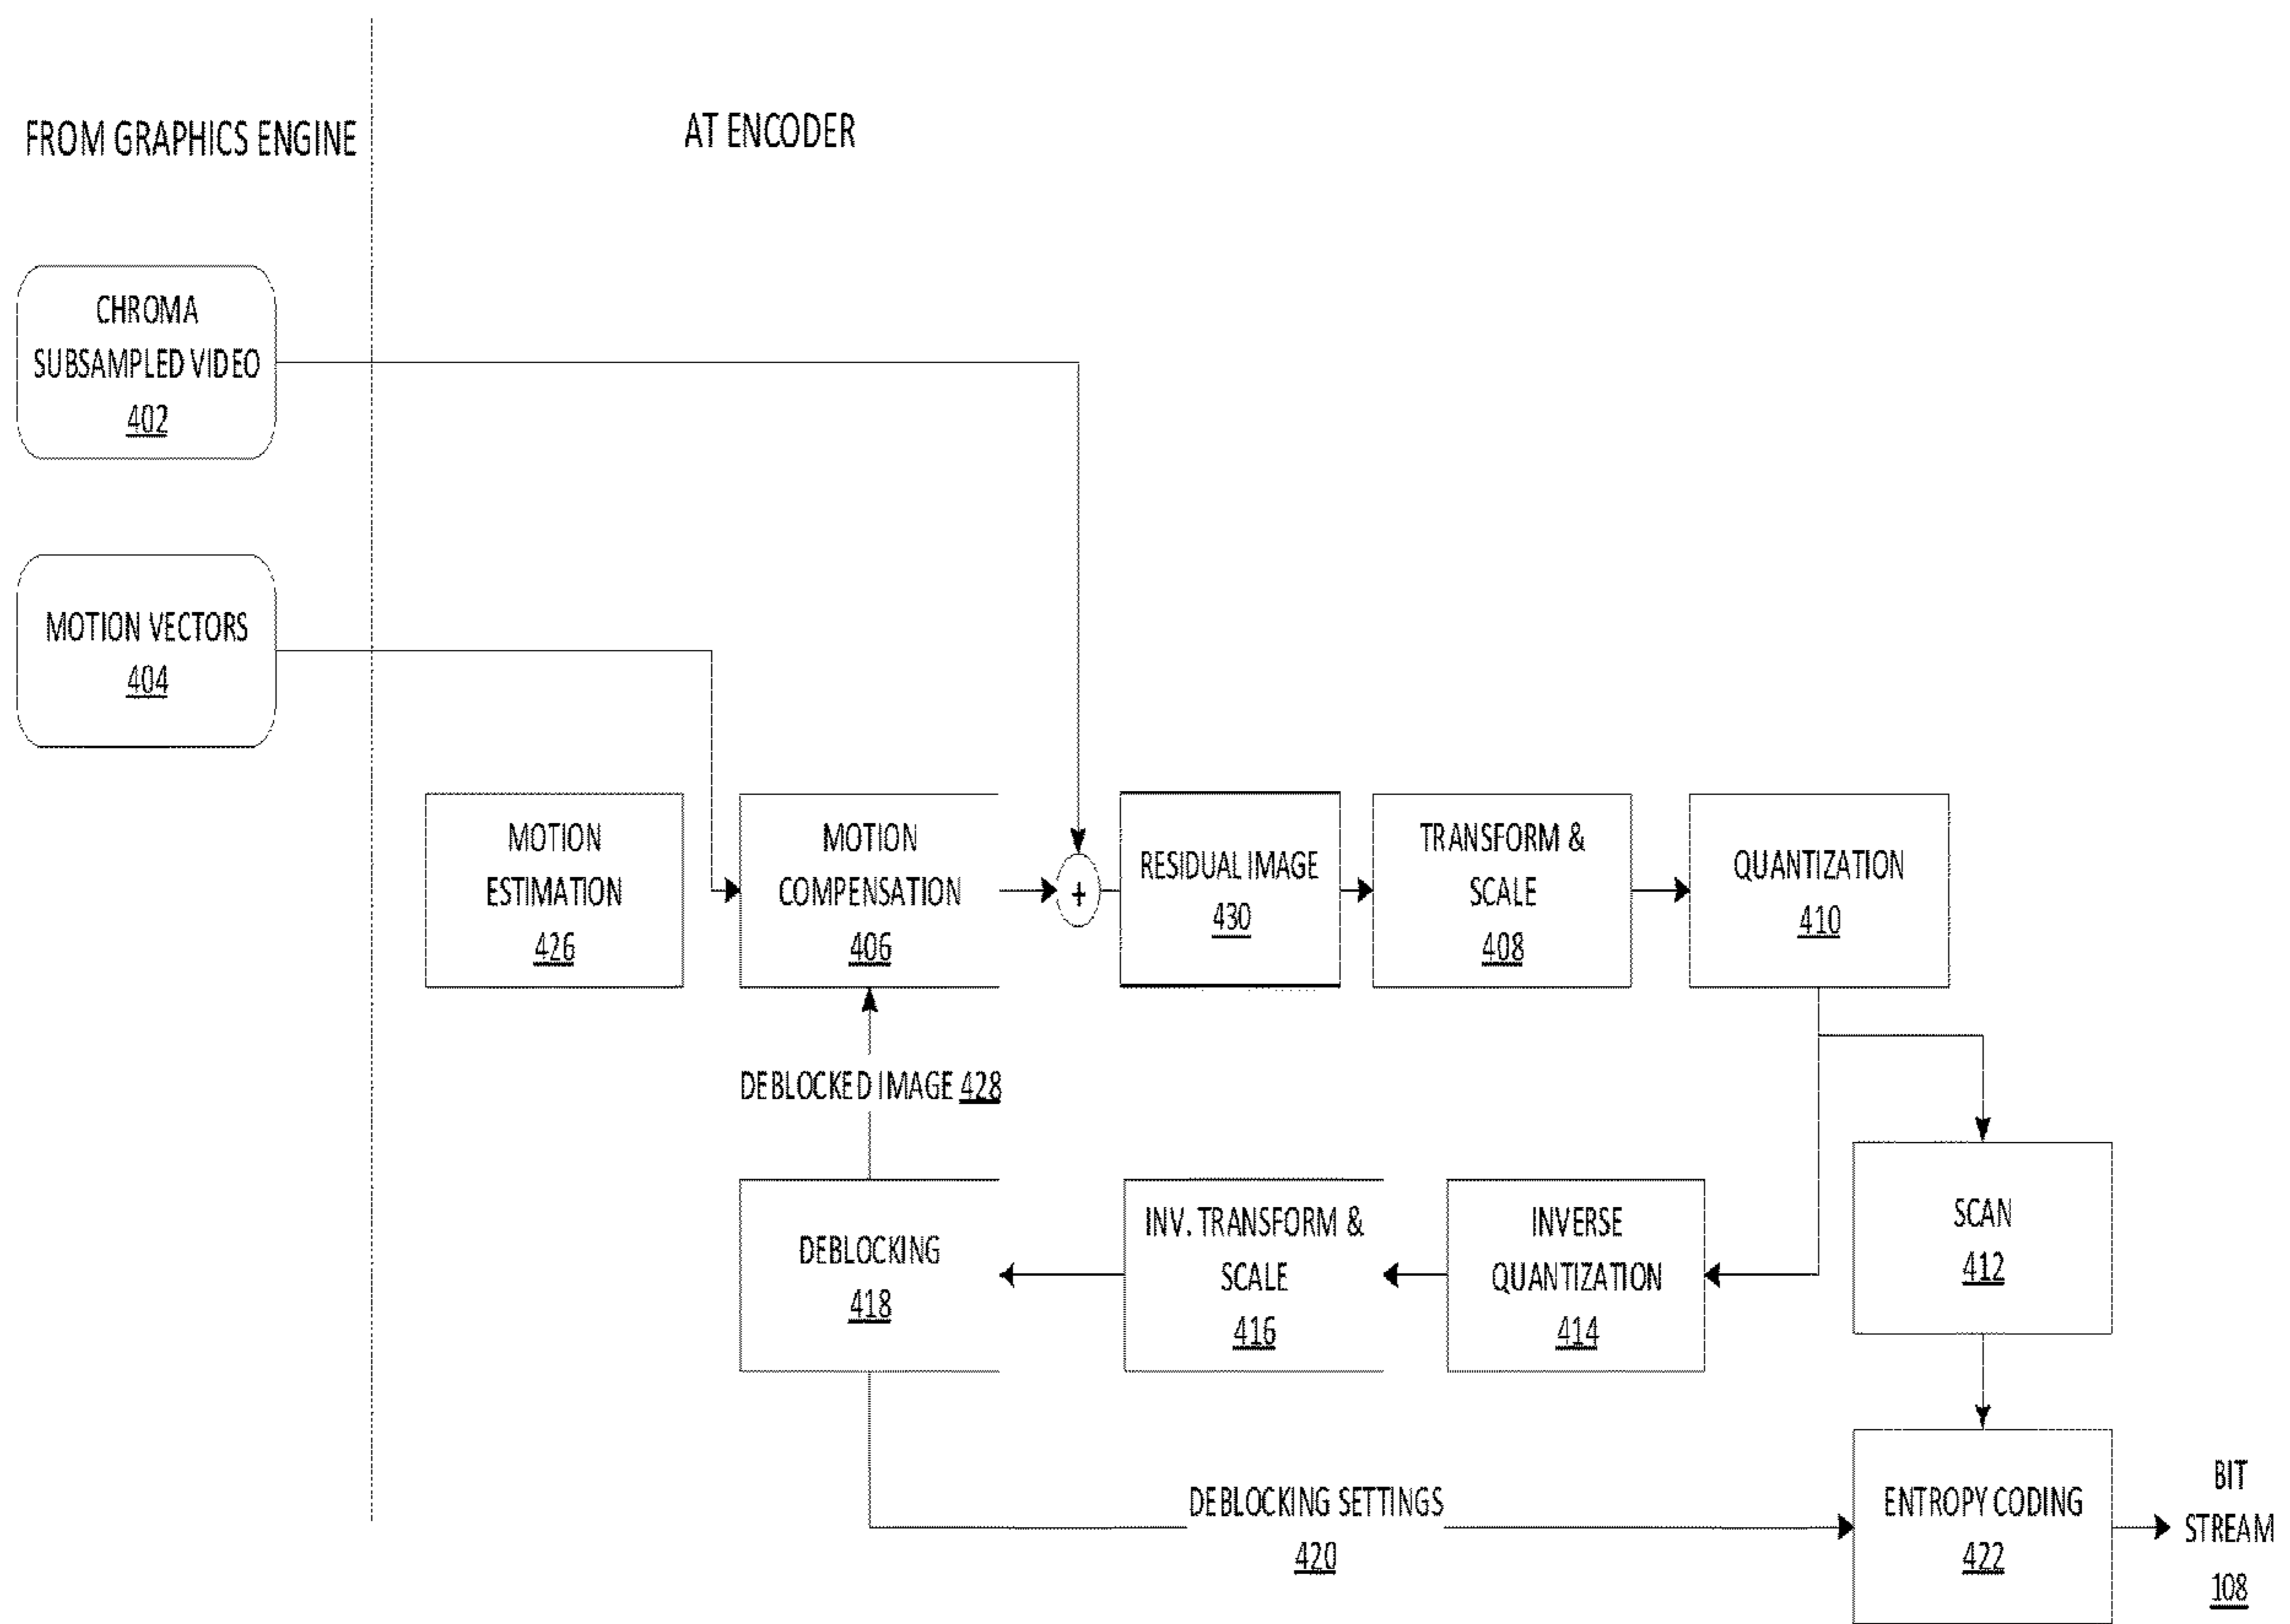 FROM GRAPHICS ENGINE
AT ENCODER
CHROMA
SUBSAMPLED VIDEO
402
MOTION VECTORS
404
MOTION
ESTIMATION
426
MOTION
COMPENSATION
406
+
RESIDUAL IMAGE
430
TRANSFORM &
SCALE
408
QUANTIZATION
410
DEBLOCKED IMAGE 428
DEBLOCKING
418
INV. TRANSFORM &
SCALE
416
INVERSE
QUANTIZATION
414
SCAN
412
DEBLOCKING SETTINGS
420
ENTROPY CODING
422
BIT
STREAM
108